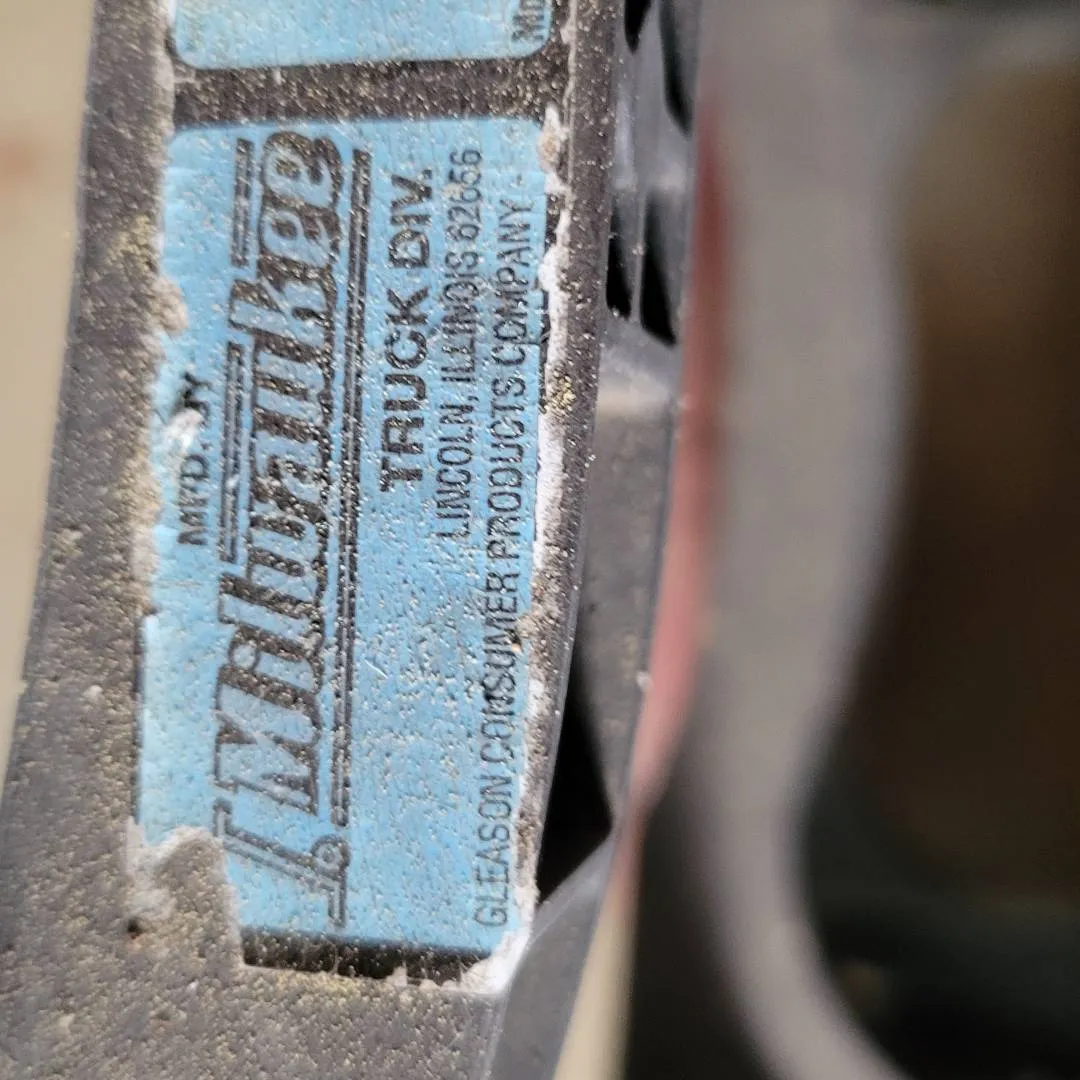 MFD. BY
Milwaukee
TRUCK DIV.
LINCOLN, ILLINOIS 62656
GLEASON CONSUMER PRODUCTS COMPANY